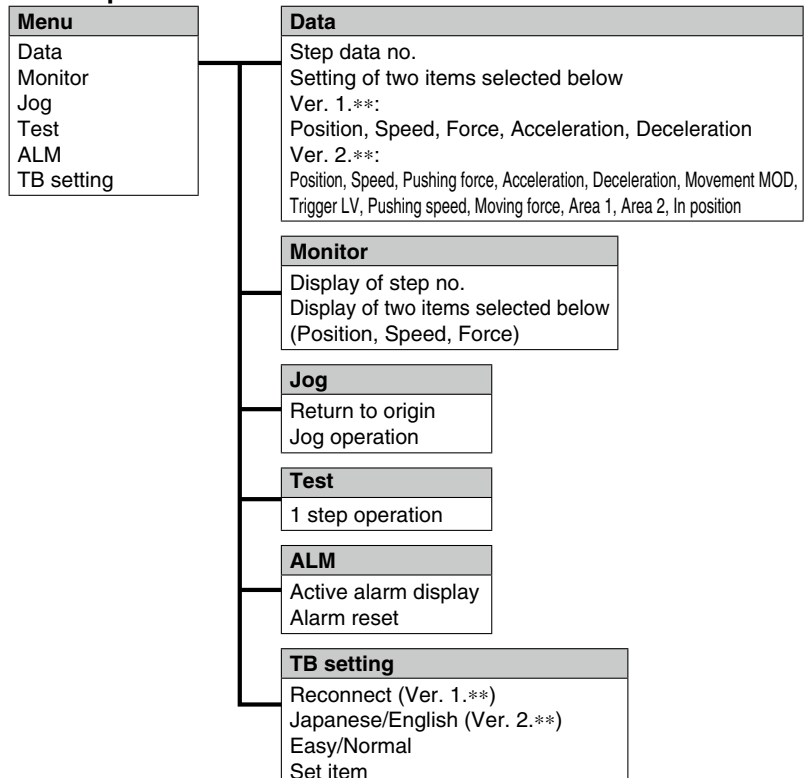 Menu
Data
Monitor
Jog
Test
ALM
TB setting
Data
Step data no.
Setting of two items selected below
Ver. 1.**:
Position, Speed, Force, Acceleration, Deceleration
Ver. 2.**:
Position, Speed, Pushing force, Acceleration, Deceleration, Movement MOD,
Trigger LV, Pushing speed, Moving force, Area 1, Area 2, In position
Monitor
Display of step no.
Display of two items selected below
(Position, Speed, Force)
Jog
Return to origin
Jog operation
Test
1 step operation
ALM
Active alarm display
Alarm reset
TB setting
Reconnect (Ver. 1.**)
Japanese/English (Ver. 2.**)
Easy/Normal
Set item